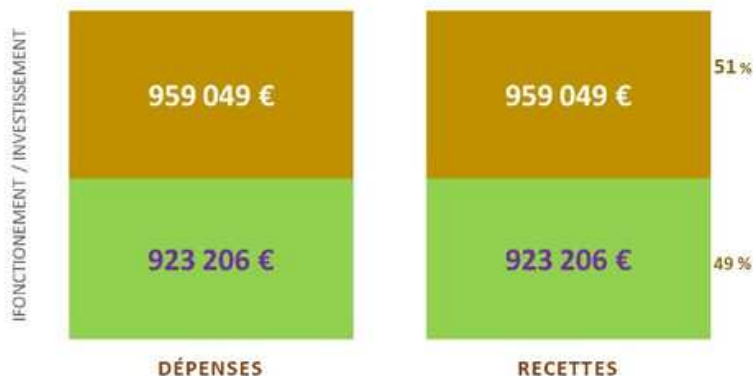 IFONCTIONEMENT / INVESTISSEMENT
959 049 €
959 049 €
51 %
923 206 €
923 206 €
49 %
DÉPENSES
RECETTES